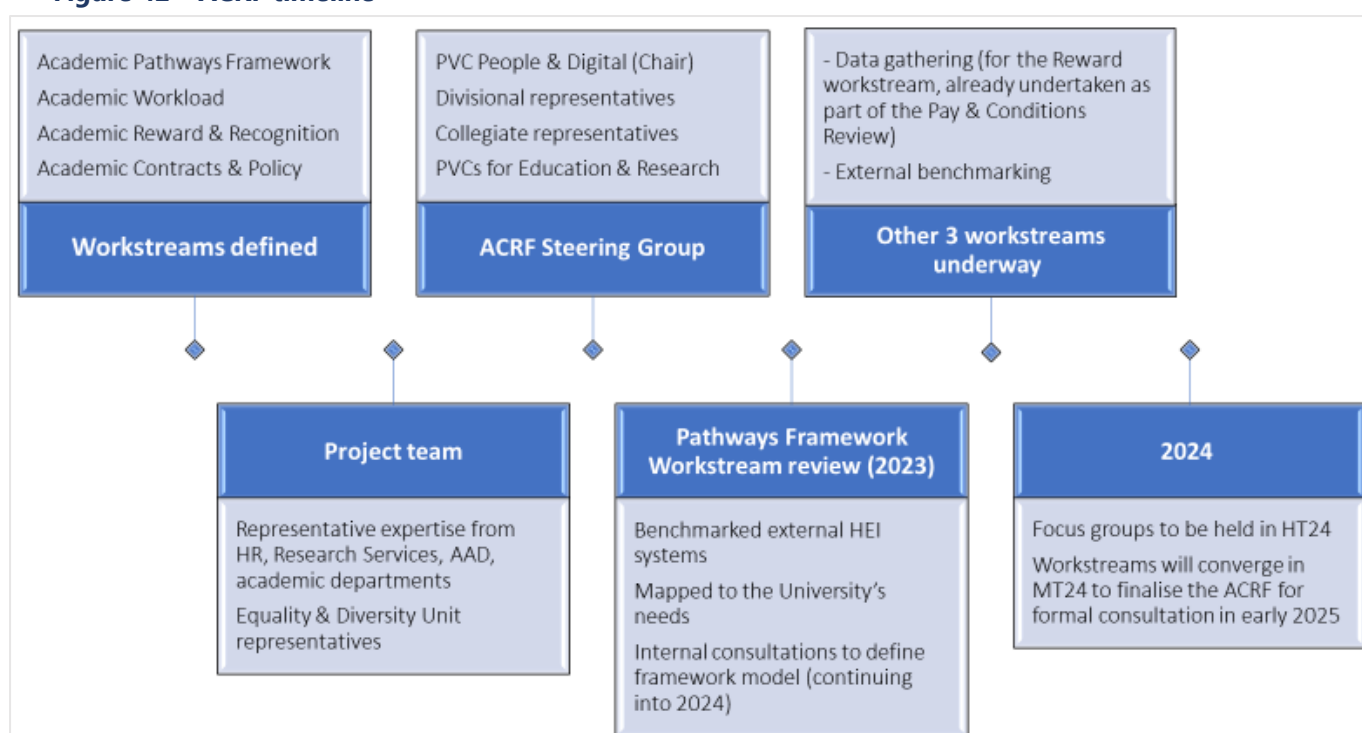 Figure
ACRF timeline
Academic Pathways Framework
Academic Workload
Academic Reward & Recognition
Academic Contracts & Policy
Workstreams defined
Project team
Representative expertise from
HR, Research Services, AAD,
academic departments
Equality & Diversity Unit
representatives
PVC People & Digital (Chair)
Divisional representatives
Collegiate representatives
PVCs for Education & Research
ACRF Steering Group
Pathways Framework
Workstream review (2023)
Benchmarked external HEI
systems
Mapped to the University's
needs
Internal consultations to define
framework model (continuing
into 2024)
- Data gathering (for the Reward
workstream, already undertaken as
part of the Pay & Conditions
Review)
- External benchmarking
Other 3 workstreams
underway
2024
Focus groups to be held in HT24
Workstreams will converge in
MT24 to finalise the ACRF for
formal consultation in early 2025